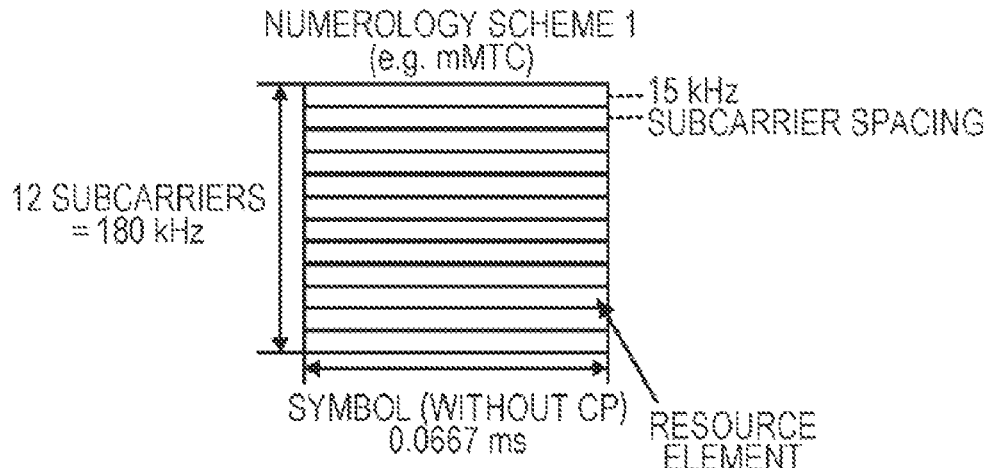 NUMEROLOGY SCHEME 1
(e.g. mMTC)
15 kHz
SUBCARRIER SPACING
12 SUBCARRIERS
= 180 kHz
SYMBOL (WITHOUT CP)
0.0667 ms
RESOURCE
ELEMENT